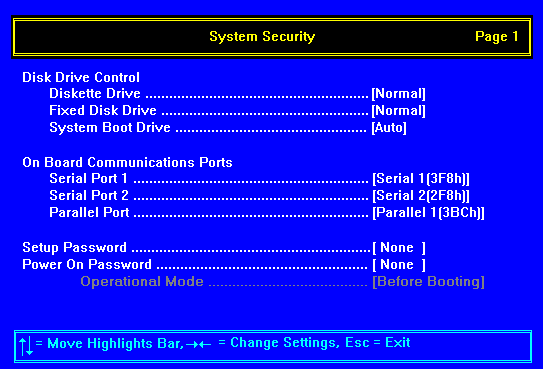 System Security Page 1
Disk Drive Control
Diskette Drive ........................................................[Normal]
Fixed Disk Drive ....................................................[Normal]
System Boot Drive ................................................ [Auto]
On Board Communications Ports
Serial Port 1 ...........................................................[Serial 1(3F8h)]
Serial Port 2 ...........................................................[Serial 2(2F8h)]
Parallel Port ...........................................................[Parallel 1(3BCh)]
Setup Password ............................................................[ None ]
Power On Password ..................................................... [ None ]
Operational Mode ........................................ [Before Booting]
↑↓ = Move Highlights Bar, →← = Change Settings, Esc = Exit